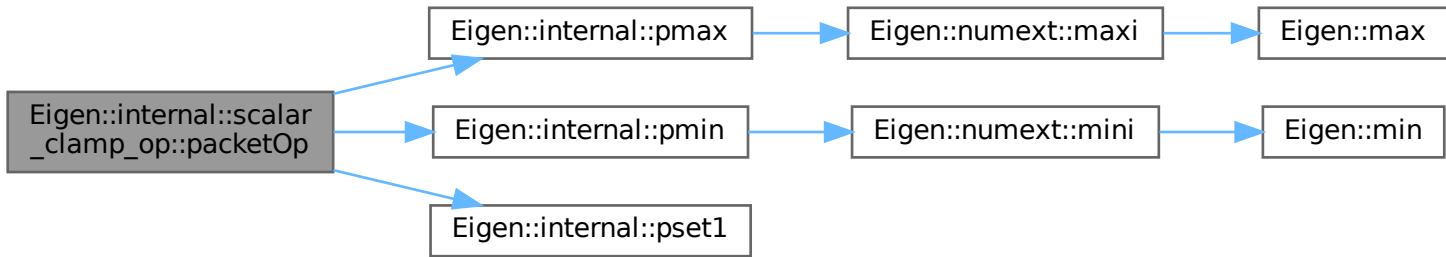 Eigen::internal::pmax
Eigen::numext::maxi
Eigen::max
Eigen::internal::scalar
_clamp_op::packetOp
Eigen::internal::pmin
Eigen::numext::mini
Eigen::min
Eigen::internal::pset1